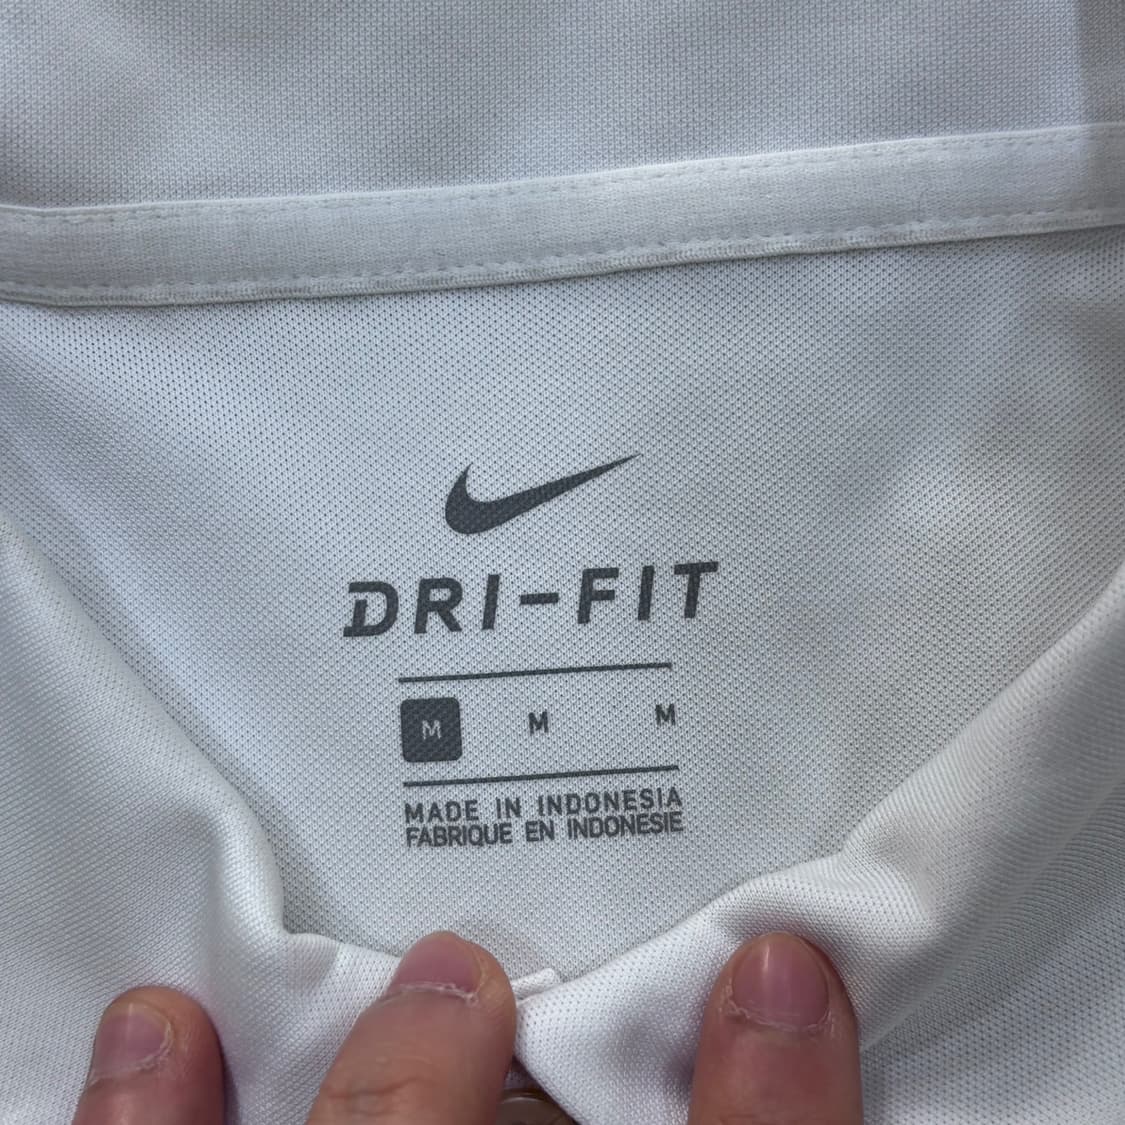 DRI-FIT
M M M
MADE IN INDONESIA
FABRIQUE EN INDONESIE